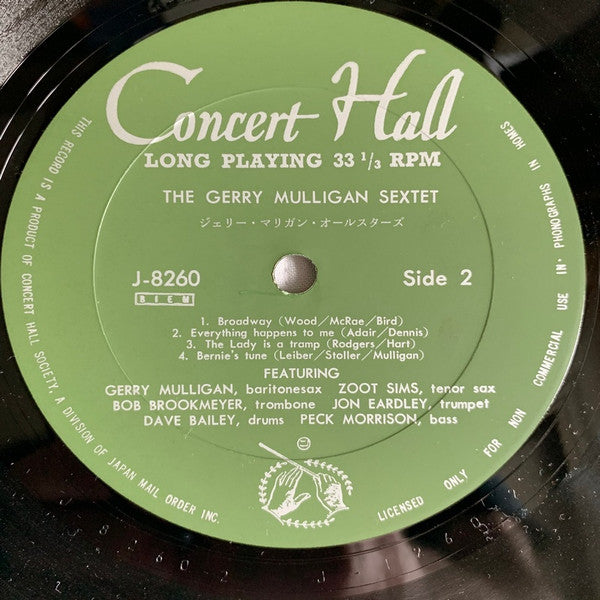 Concert Hall
LONG PLAYING 33 1/3 RPM
THE GERRY MULLIGAN SEXTET
ジェリー・マリガン・オールスターズ
J-8260
Side 2
BIEM
1. Broadway (Wood/McRae/Bird)
2. Everything happens to me (Adair/Dennis)
3. The Lady is a tramp (Rodgers/Hart)
4. Bernie's tune (Leiber/Stoller/Mulligan)
FEATURING
GERRY MULLIGAN, baritonesax ZOOT SIMS, tenor sax
BOB BROOKMEYER, trombone JON EARDLEY, trumpet
DAVE BAILEY, drums PECK MORRISON, bass
THIS RECORD IS A PRODUCT OF CONCERT HALL SOCIETY, A DIVISION OF JAPAN MAIL ORDER INC.
LICENSED ONLY FOR NON COMMERCIAL USE IN PHONOGRAPHS IN HOMES